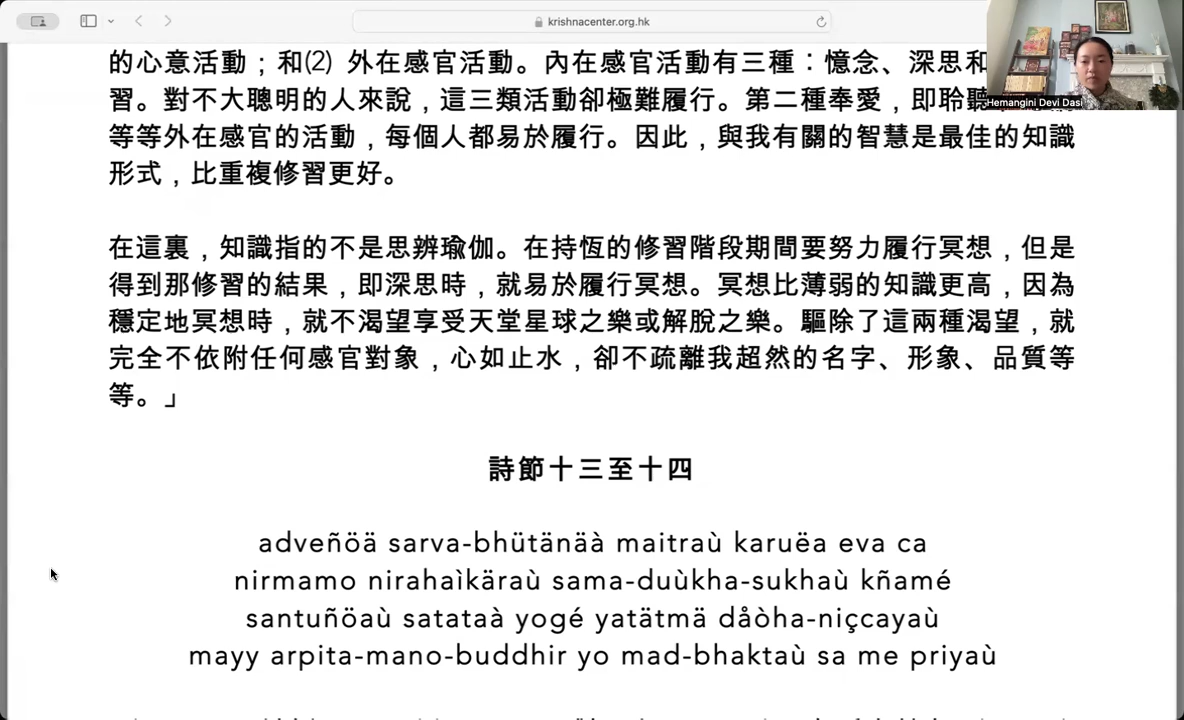 krishnacenter.org.hk
Hemangini Devi Dasi
的心意活動；和(2) 外在感官活動。內在感官活動有三種：憶念、深思和
習。對不大聰明的人來說，這三類活動卻極難履行。第二種奉愛，即聆聽
等等外在感官的活動，每個人都易於履行。因此，與我有關的智慧是最佳的知識
形式，比重複修習更好。
在這裏，知識指的不是思辨瑜伽。在持恆的修習階段期間要努力履行冥想，但是
得到那修習的結果，即深思時，就易於履行冥想。冥想比薄弱的知識更高，因為
穩定地冥想時，就不渴望享受天堂星球之樂或解脫之樂。驅除了這兩種渴望，就
完全不依附任何感官對象，心如止水，卻不疏離我超然的名字、形象、品質等
等。」
詩節十三至十四
adveñöä sarva-bhütänäà maitraù karuëa eva ca
nirmamo nirahaìkäraù sama-duùkha-sukhaù kñamé
santuñöaù satataà yogé yatätmä dåòha-niçcayaù
mayy arpita-mano-buddhir yo mad-bhaktaù sa me priyaù